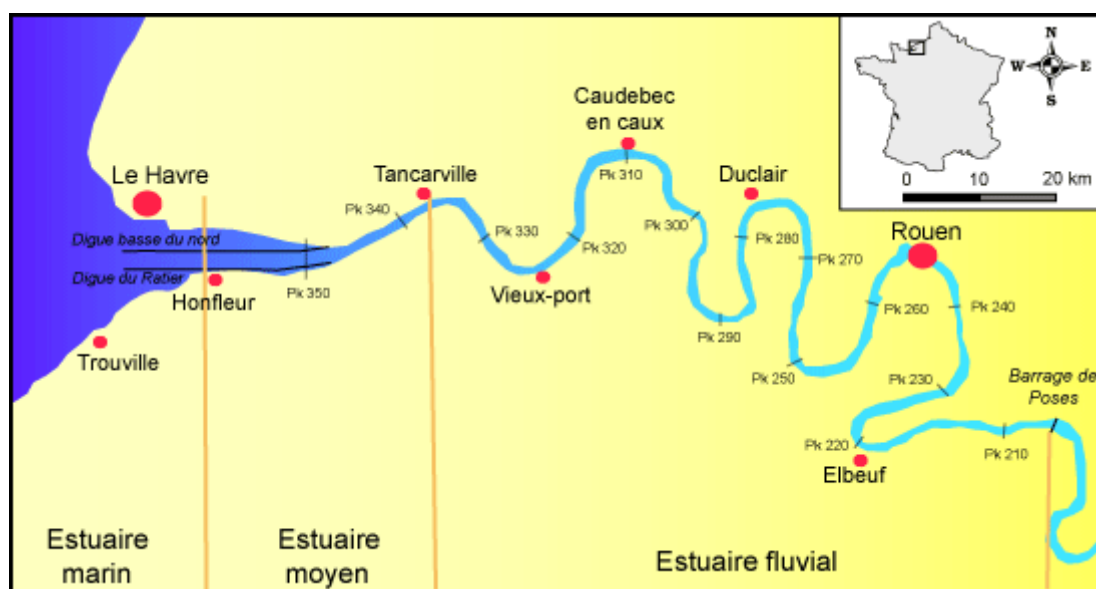 N
W
E
S
0 10 20 km
Caudebec
en caux
Pk 310
Le Havre
Tancarville
Duclair
Pk 340
Pk 300
Pk 330
Pk 320
Pk 280
Pk 270
Rouen
Digue basse du nord
Digue du Ratier
Pk 350
Honfleur
Vieux-port
Pk 260
Pk 240
Trouville
Pk 290
Pk 250
Pk 230
Barrage de
Poses
Pk 220
Pk 210
Elbeuf
Estuaire
marin
Estuaire
moyen
Estuaire fluvial